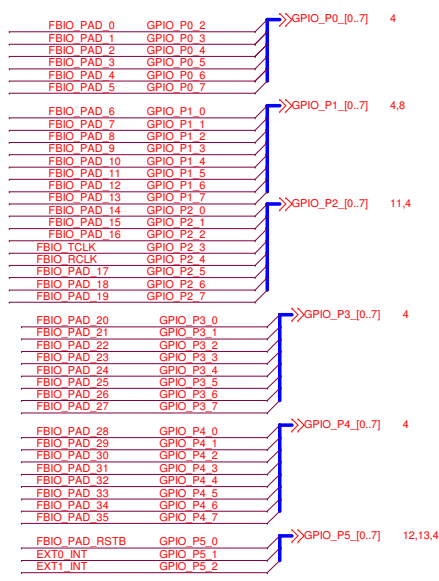 GPIO_P0_[0..7] 4
FBIO_PAD_0 GPIO_P0_2
FBIO_PAD_1 GPIO_P0_3
FBIO_PAD_2 GPIO_P0_4
FBIO_PAD_3 GPIO_P0_5
FBIO_PAD_4 GPIO_P0_6
FBIO_PAD_5 GPIO_P0_7
GPIO_P1_[0..7] 4,8
FBIO_PAD_6 GPIO_P1_0
FBIO_PAD_7 GPIO_P1_1
FBIO_PAD_8 GPIO_P1_2
FBIO_PAD_9 GPIO_P1_3
FBIO_PAD_10 GPIO_P1_4
FBIO_PAD_11 GPIO_P1_5
FBIO_PAD_12 GPIO_P1_6
FBIO_PAD_13 GPIO_P1_7
GPIO_P2_[0..7] 11,4
FBIO_PAD_14 GPIO_P2_0
FBIO_PAD_15 GPIO_P2_1
FBIO_PAD_16 GPIO_P2_2
FBIO_TCLK GPIO_P2_3
FBIO_RCLK GPIO_P2_4
FBIO_PAD_17 GPIO_P2_5
FBIO_PAD_18 GPIO_P2_6
FBIO_PAD_19 GPIO_P2_7
GPIO_P3_[0..7] 4
FBIO_PAD_20 GPIO_P3_0
FBIO_PAD_21 GPIO_P3_1
FBIO_PAD_22 GPIO_P3_2
FBIO_PAD_23 GPIO_P3_3
FBIO_PAD_24 GPIO_P3_4
FBIO_PAD_25 GPIO_P3_5
FBIO_PAD_26 GPIO_P3_6
FBIO_PAD_27 GPIO_P3_7
GPIO_P4_[0..7] 4
FBIO_PAD_28 GPIO_P4_0
FBIO_PAD_29 GPIO_P4_1
FBIO_PAD_30 GPIO_P4_2
FBIO_PAD_31 GPIO_P4_3
FBIO_PAD_32 GPIO_P4_4
FBIO_PAD_33 GPIO_P4_5
FBIO_PAD_34 GPIO_P4_6
FBIO_PAD_35 GPIO_P4_7
GPIO_P5_[0..7] 12,13,4
FBIO_PAD_RSTB GPIO_P5_0
EXT0_INT GPIO_P5_1
EXT1_INT GPIO_P5_2